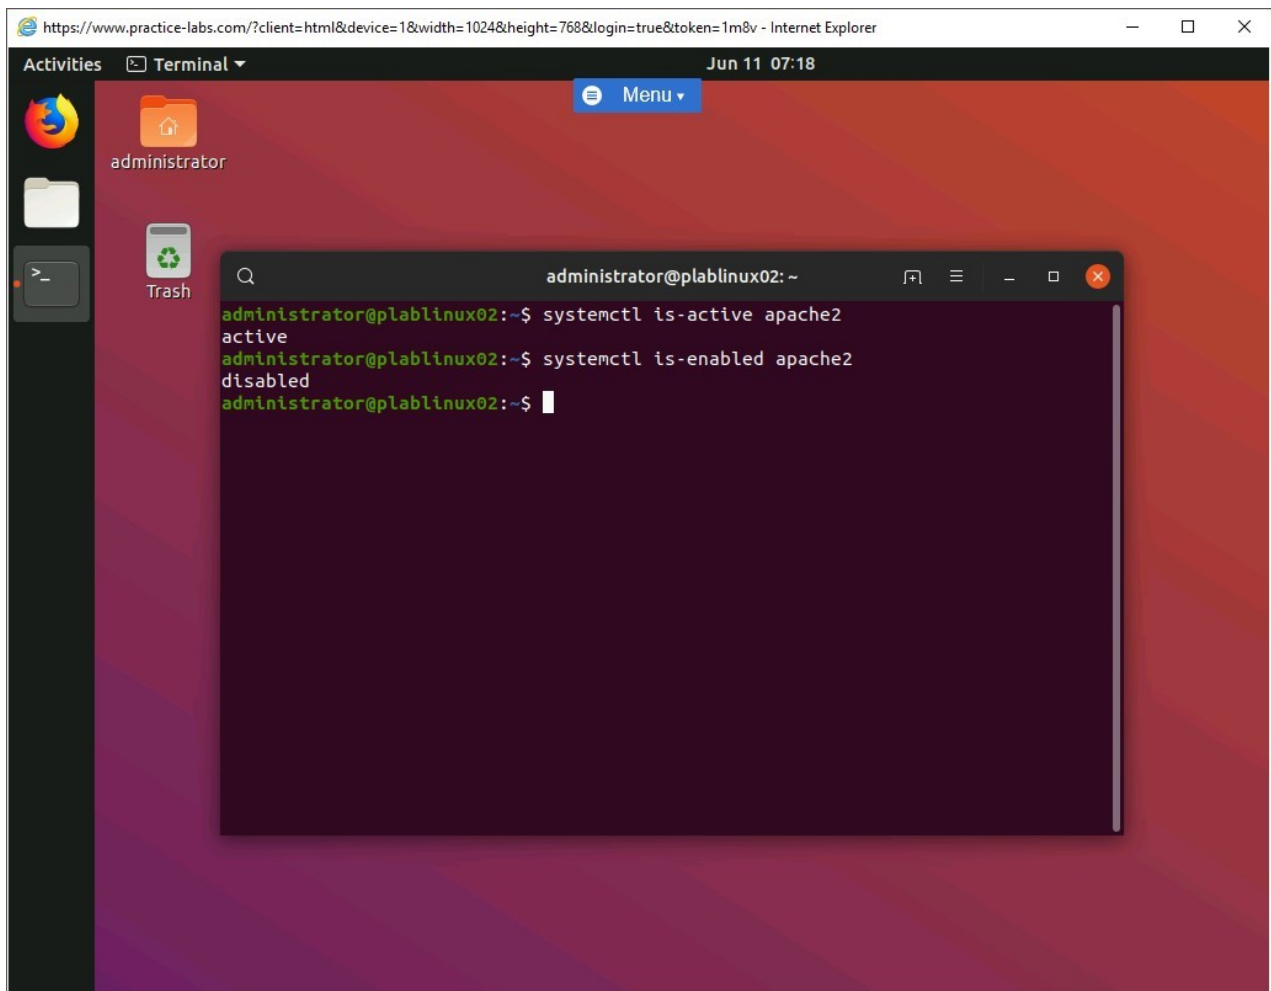 https://www.practice-labs.com/?client=html&device=1&width=1024&height=768&login=true&token=1m8v - Internet Explorer
Activities Terminal Jun 11 07:18
Menu
administrator
Trash
administrator@plablinux02: ~
administrator@plablinux02:~$ systemctl is-active apache2
active
administrator@plablinux02:~$ systemctl is-enabled apache2
disabled
administrator@plablinux02:~$